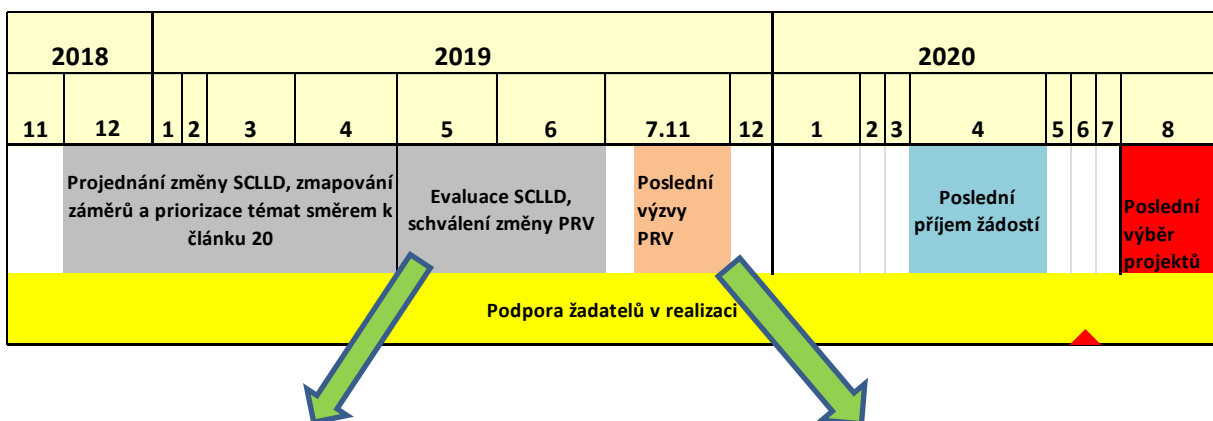 2018 2019 2020
11 12 1 2 3 4 5 6 7.11 12 1 2 3 4 5 6 7 8
Projednání změny SCLLD, zmapování
záměrů a priorizace témat směrem k
článku 20
Evaluace SCLLD,
schválení změny PRV
Poslední
výzvy
PRV
Poslední
příjem žádostí
Poslední
výběr
projektů
Podpora žadatelů v realizaci